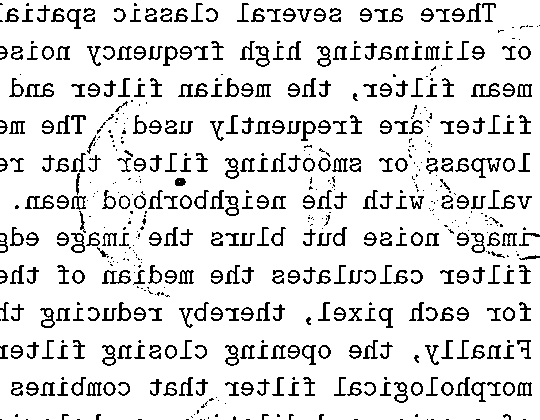 There are several classic spatial
or eliminating high frequency noise
mean filter, the median filter and
filter are frequently used. The me
lowpass or smoothing filter that re
values with the neighborhood mean.
image noise but blurs the image edg
filter calculates the median of the
for each pixel, thereby reducing th
Finally, the opening closing filter
morphological filter that combines